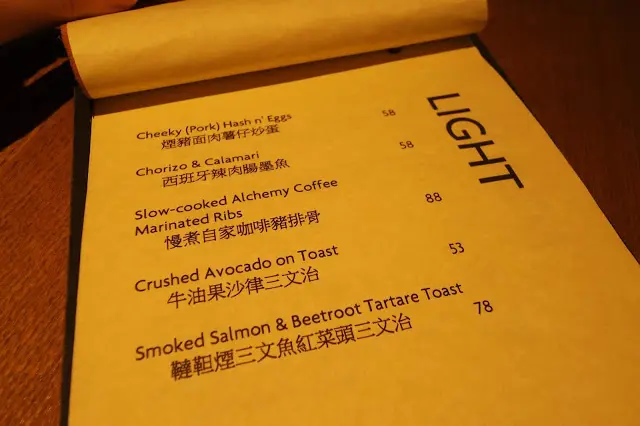 LIGHT
Cheeky (Pork) Hash n' Eggs 58
煙豬面肉薯仔炒蛋
Chorizo & Calamari 58
西班牙辣肉腸墨魚
Slow-cooked Alchemy Coffee
Marinated Ribs 88
慢煮自家咖啡豬排骨
Crushed Avocado on Toast 53
牛油果沙律三文治
Smoked Salmon & Beetroot Tartare Toast 78
韃靼煙三文魚紅菜頭三文治